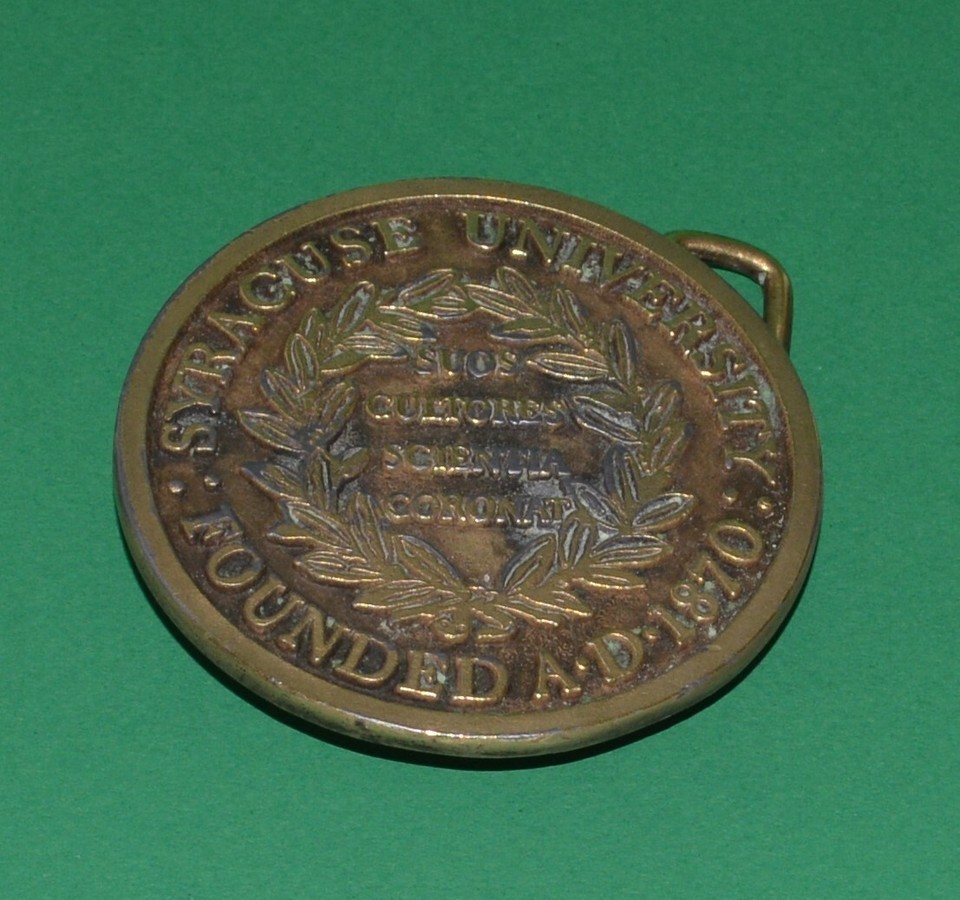 SYRACUSE UNIVERSITY
SUOS
CULTORES
SCIENTIA
CORONAT
FOUNDED A·D·1870